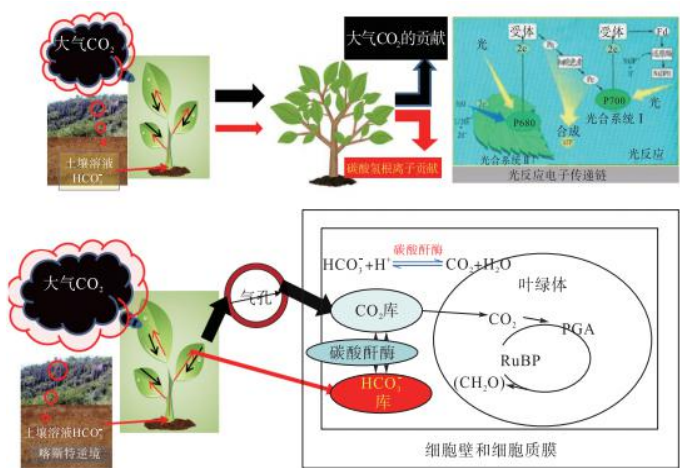 大气CO₂
土壤溶液
HCO₃⁻
大气CO₂的贡献
碳酸氢根离子贡献
受体
2e
受体
2e
Fd
P680
P700
光
光
光合系统Ⅱ
光合系统Ⅰ
合成
光反应
光反应电子传递链
大气CO₂
土壤溶液HCO₃⁻
喀斯特逆境
气孔
碳酸酐酶
HCO₃⁻+H⁺ CO₂+H₂O
叶绿体
CO₂库
碳酸酐酶
HCO₃⁻
库
CO₂
PGA
RuBP
(CH₂O)
细胞壁和细胞质膜